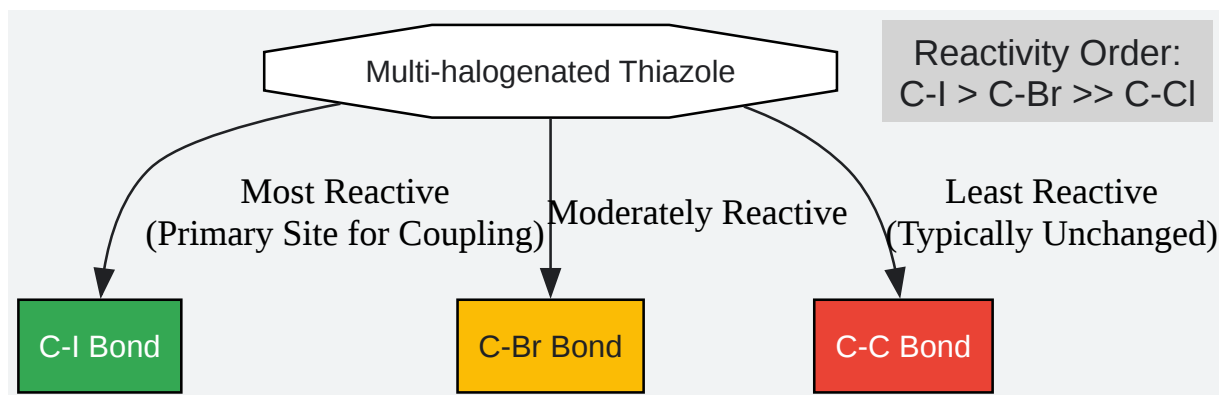 Multi-halogenated Thiazole
Reactivity Order:
C-I > C-Br >> C-Cl
Most Reactive
(Primary Site for Coupling)
Moderately Reactive
Least Reactive
(Typically Unchanged)
C-I Bond
C-Br Bond
C-C Bond